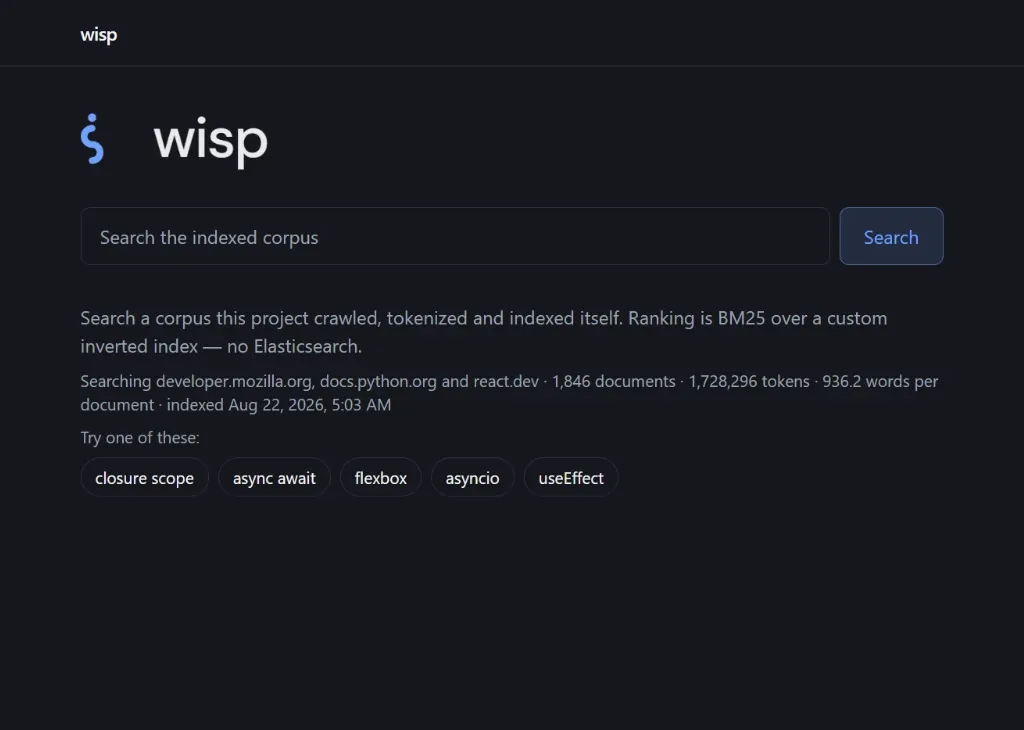 wisp
wisp
Search the indexed corpus
Search
Search a corpus this project crawled, tokenized and indexed itself. Ranking is BM25 over a custom
inverted index — no Elasticsearch.
Searching developer.mozilla.org, docs.python.org and react.dev · 1,846 documents · 1,728,296 tokens · 936.2 words per
document · indexed Aug 22, 2026, 5:03 AM
Try one of these:
closure scope
async await
flexbox
asyncio
useEffect